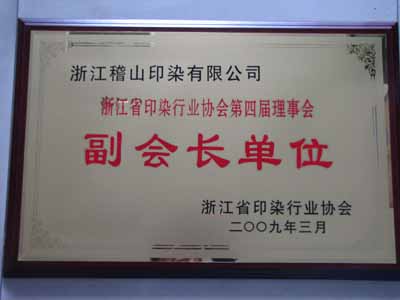 浙江稽山印染有限公司
浙江省印染行业协会第四届理事会
副会长单位
浙江省印染行业协会
二〇〇九年三月